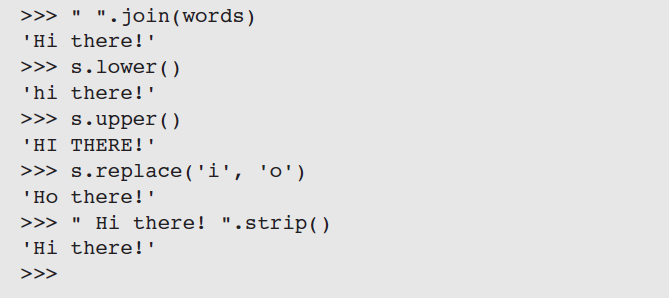 >>> " ".join(words)
'Hi there!'
>>> s.lower()
'hi there!'
>>> s.upper()
'HI THERE!'
>>> s.replace('i', 'o')
'Ho there!'
>>> " Hi there! ".strip()
'Hi there!'
>>>